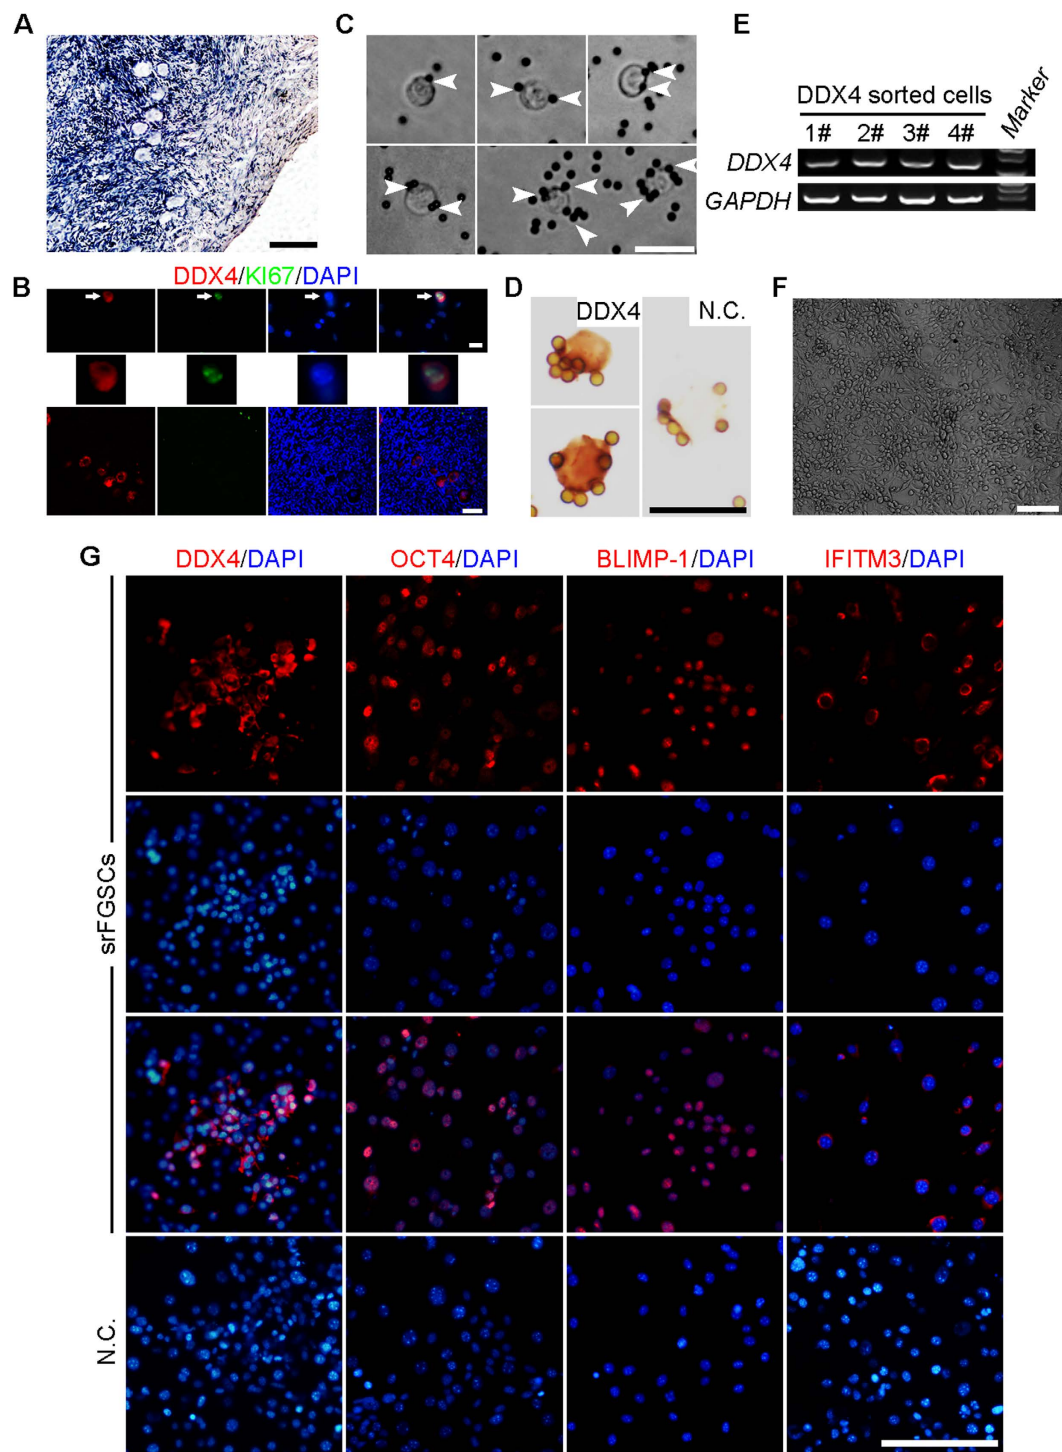 A
C
E
DDX4 sorted cells
Marker
1# 2# 3# 4#
DDX4
GAPDH
B
DDX4/KI67/DAPI
D
DDX4
N.C.
F
G
DDX4/DAPI
OCT4/DAPI
BLIMP-1/DAPI
IFITM3/DAPI
srFGSCs
N.C.